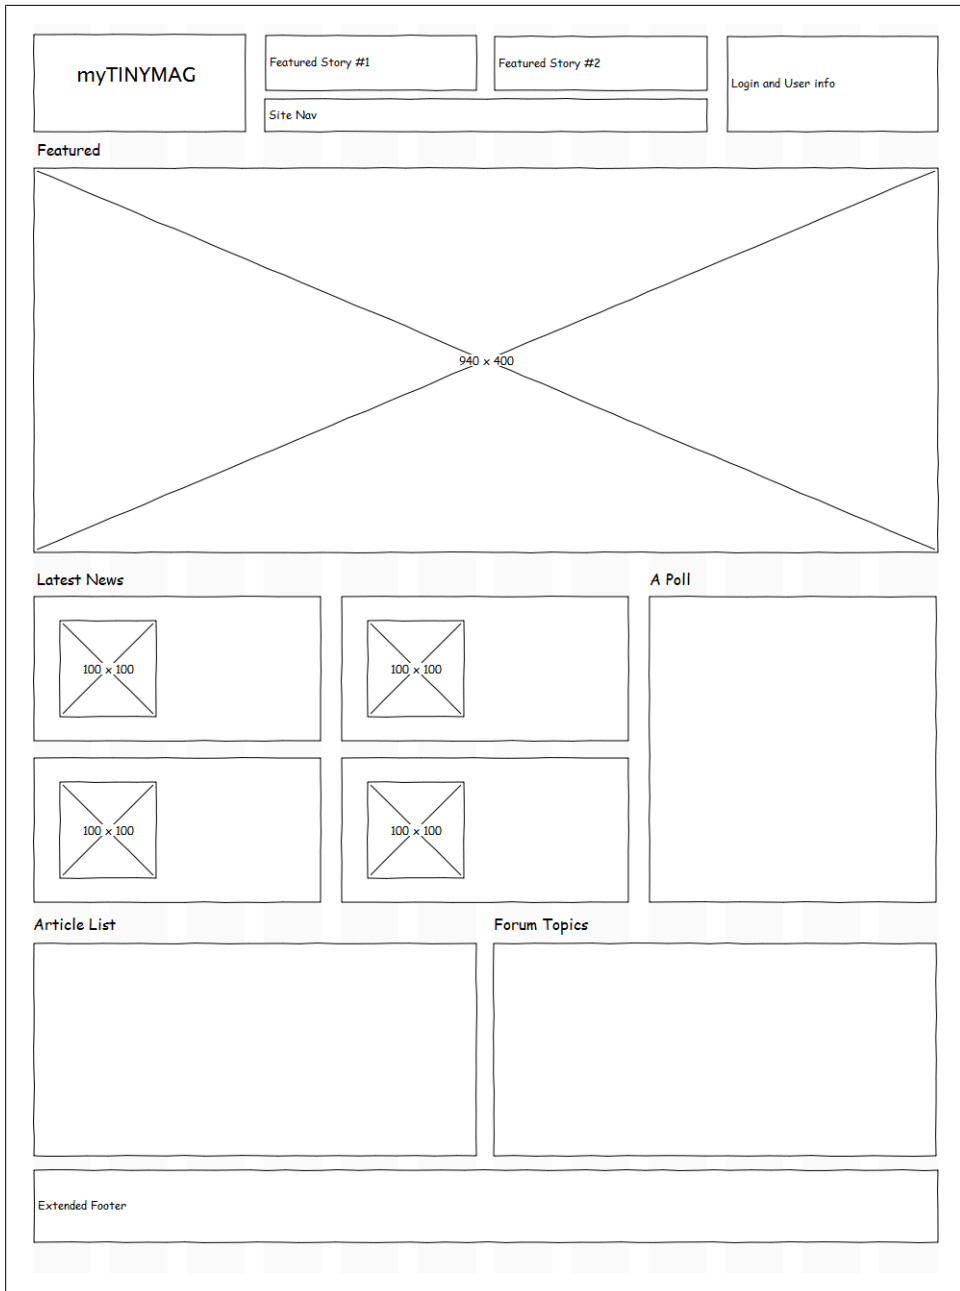 myTINYMAG
Featured Story #1
Featured Story #2
Site Nav
Login and User info
Featured
940 x 400
Latest News
100 x 100
100 x 100
100 x 100
100 x 100
A Poll
Article List
Forum Topics
Extended Footer